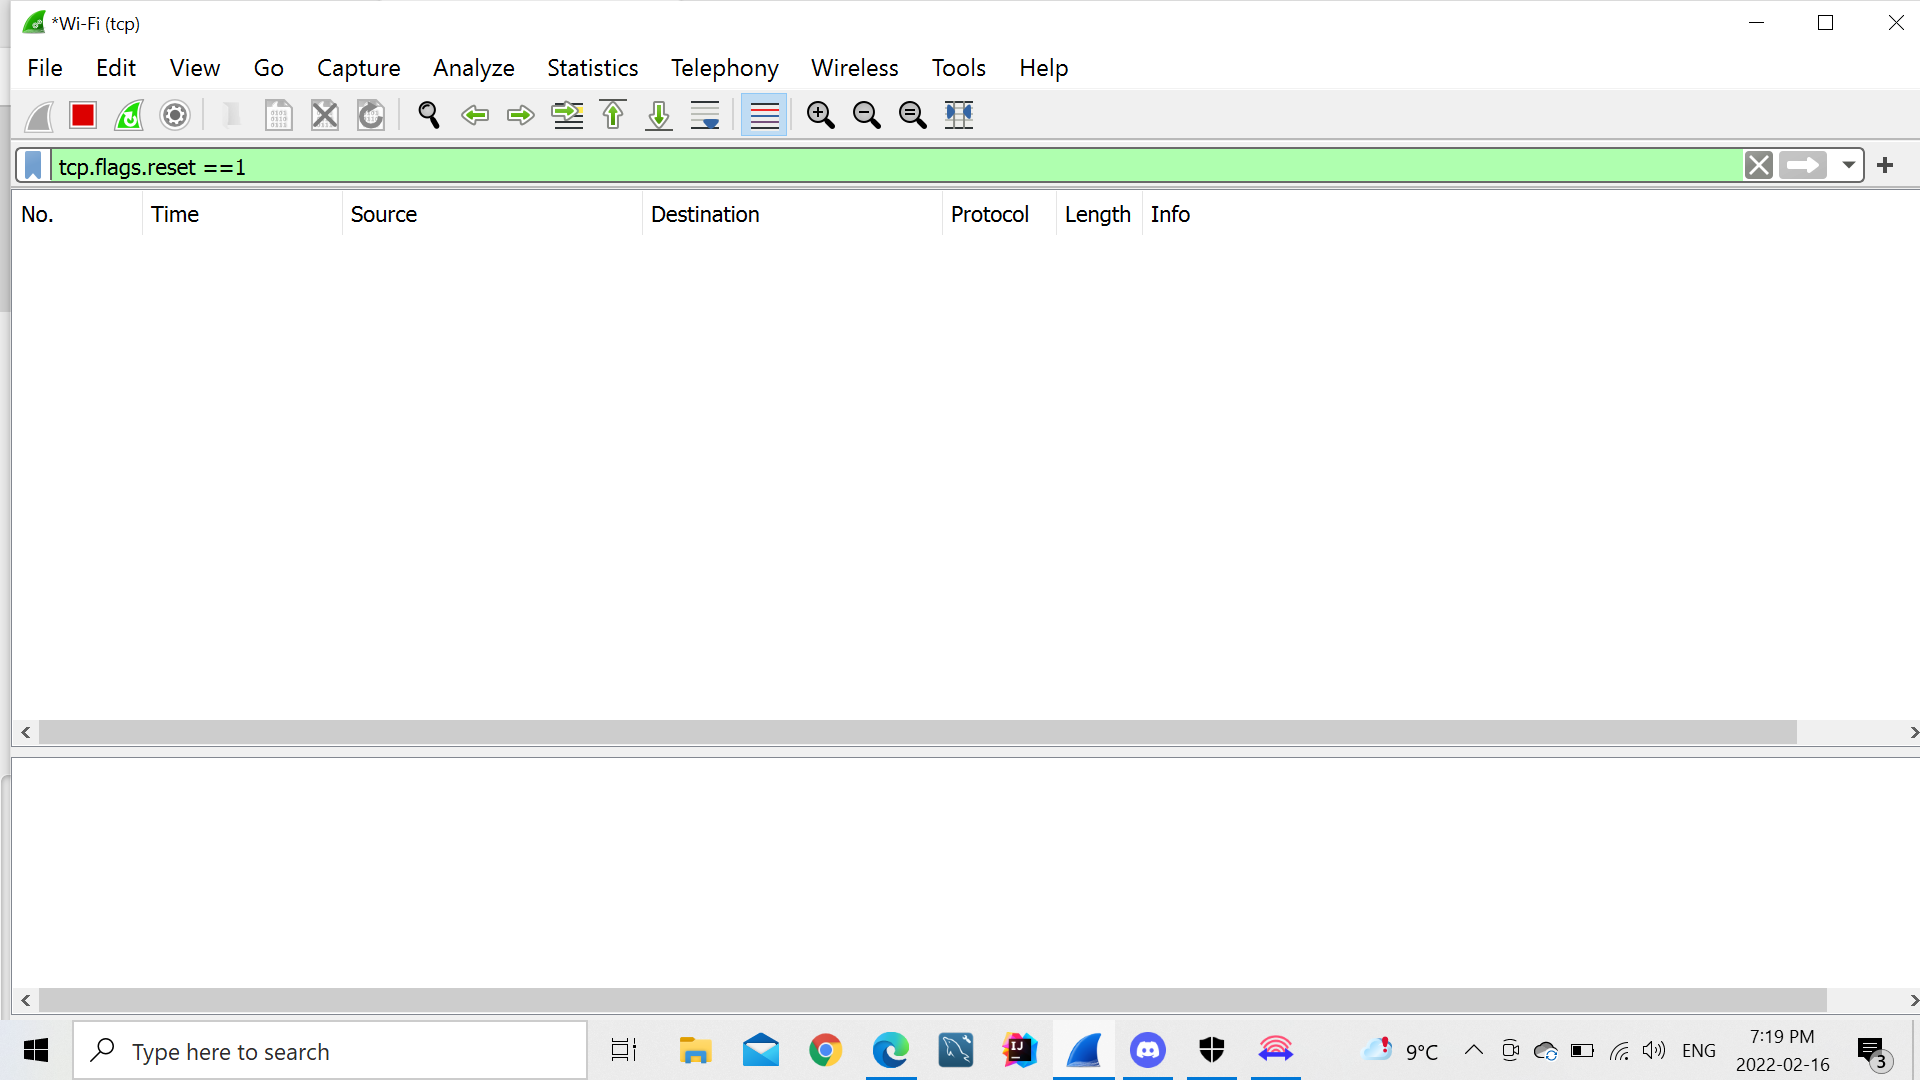 *Wi-Fi (tcp)
File Edit View Go Capture Analyze Statistics Telephony Wireless Tools Help
tcp.flags.reset ==1
No. Time Source Destination Protocol Length Info
Type here to search
IJ
9°C
ENG
7:19 PM
2022-02-16
3